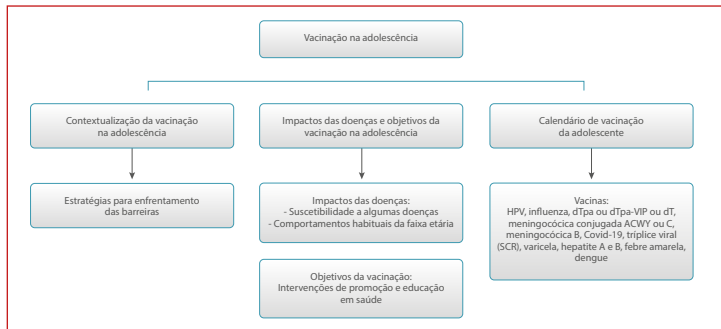 Vacinação na adolescência
Contextualização da vacinação
na adolescência
Impactos das doenças e objetivos da
vacinação na adolescência
Calendário de vacinação
da adolescente
Estratégias para enfrentamento
das barreiras
Impactos das doenças:
- Suscetibilidade a algumas doenças
- Comportamentos habituais da faixa etária
Vacinas:
HPV, influenza, dTpa ou dTpa-VIP ou dT,
meningocócica conjugada ACWY ou C,
meningocócica B, Covid-19, tríplice viral
(SCR), varicela, hepatite A e B, febre amarela,
dengue
Objetivos da vacinação:
Intervenções de promoção e educação
em saúde